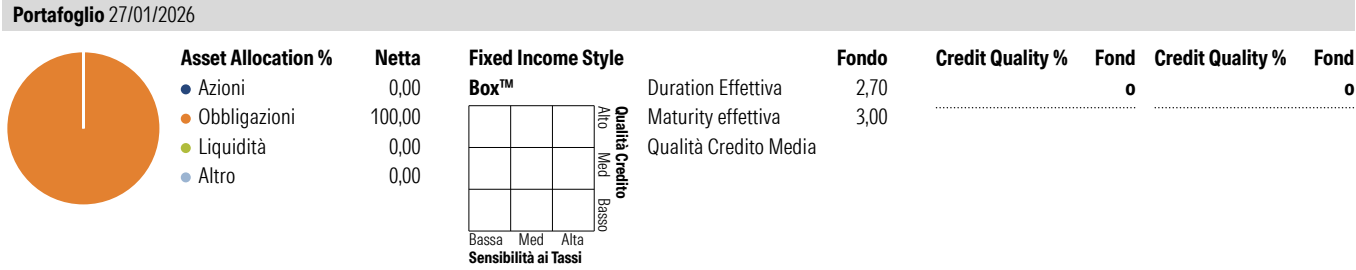 Portafoglio 27/01/2026
Asset Allocation % Netta
Azioni 0,00
Obbligazioni 100,00
Liquidità 0,00
Altro 0,00
Fixed Income Style
Box™
Alto Med Basso
Qualità Credito
Bassa Med Alta
Sensibilità ai Tassi
Fondo
Duration Effettiva 2,70
Maturity effettiva 3,00
Qualità Credito Media
Credit Quality % Fond
o
Credit Quality % Fond
o